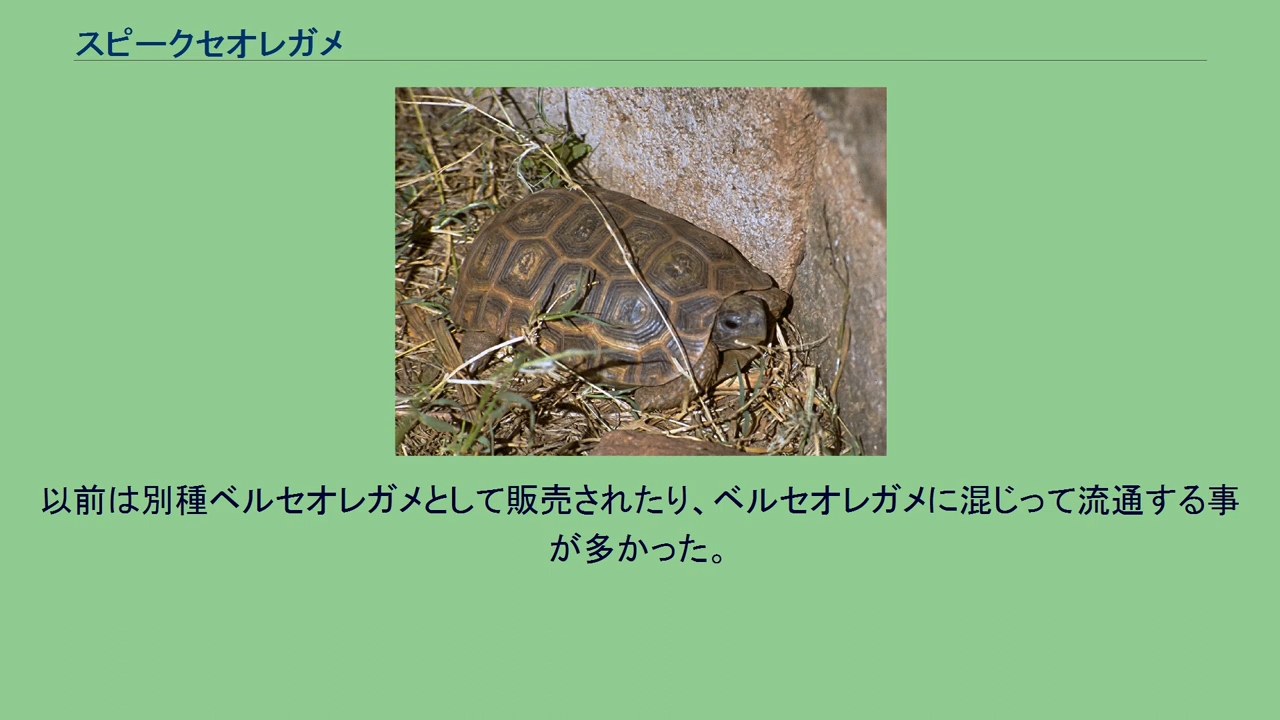 スピークセオレガメ
以前は別種ベルセオレガメとして販売されたり、ベルセオレガメに混じって流通する事
が多かった。